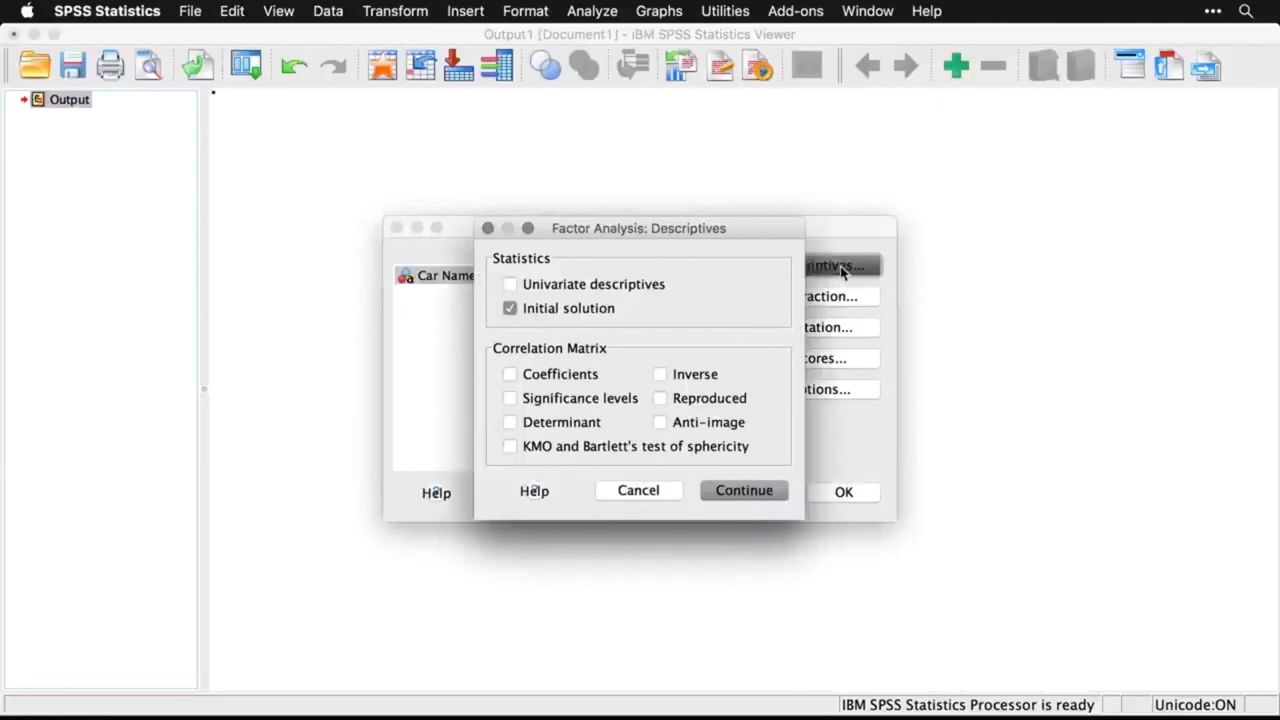 SPSS Statistics File Edit View Data Transform Insert Format Analyze Graphs Utilities Add-ons Window Help
Output1 [Document1] - IBM SPSS Statistics Viewer
Output
Factor Analysis: Descriptives
Statistics
Car Name
Univariate descriptives
Initial solution
riptives...
raction...
tation...
cores...
tions...
Correlation Matrix
Coefficients Inverse
Significance levels Reproduced
Determinant Anti-image
KMO and Bartlett's test of sphericity
Help Help Cancel Continue OK
IBM SPSS Statistics Processor is ready Unicode:ON